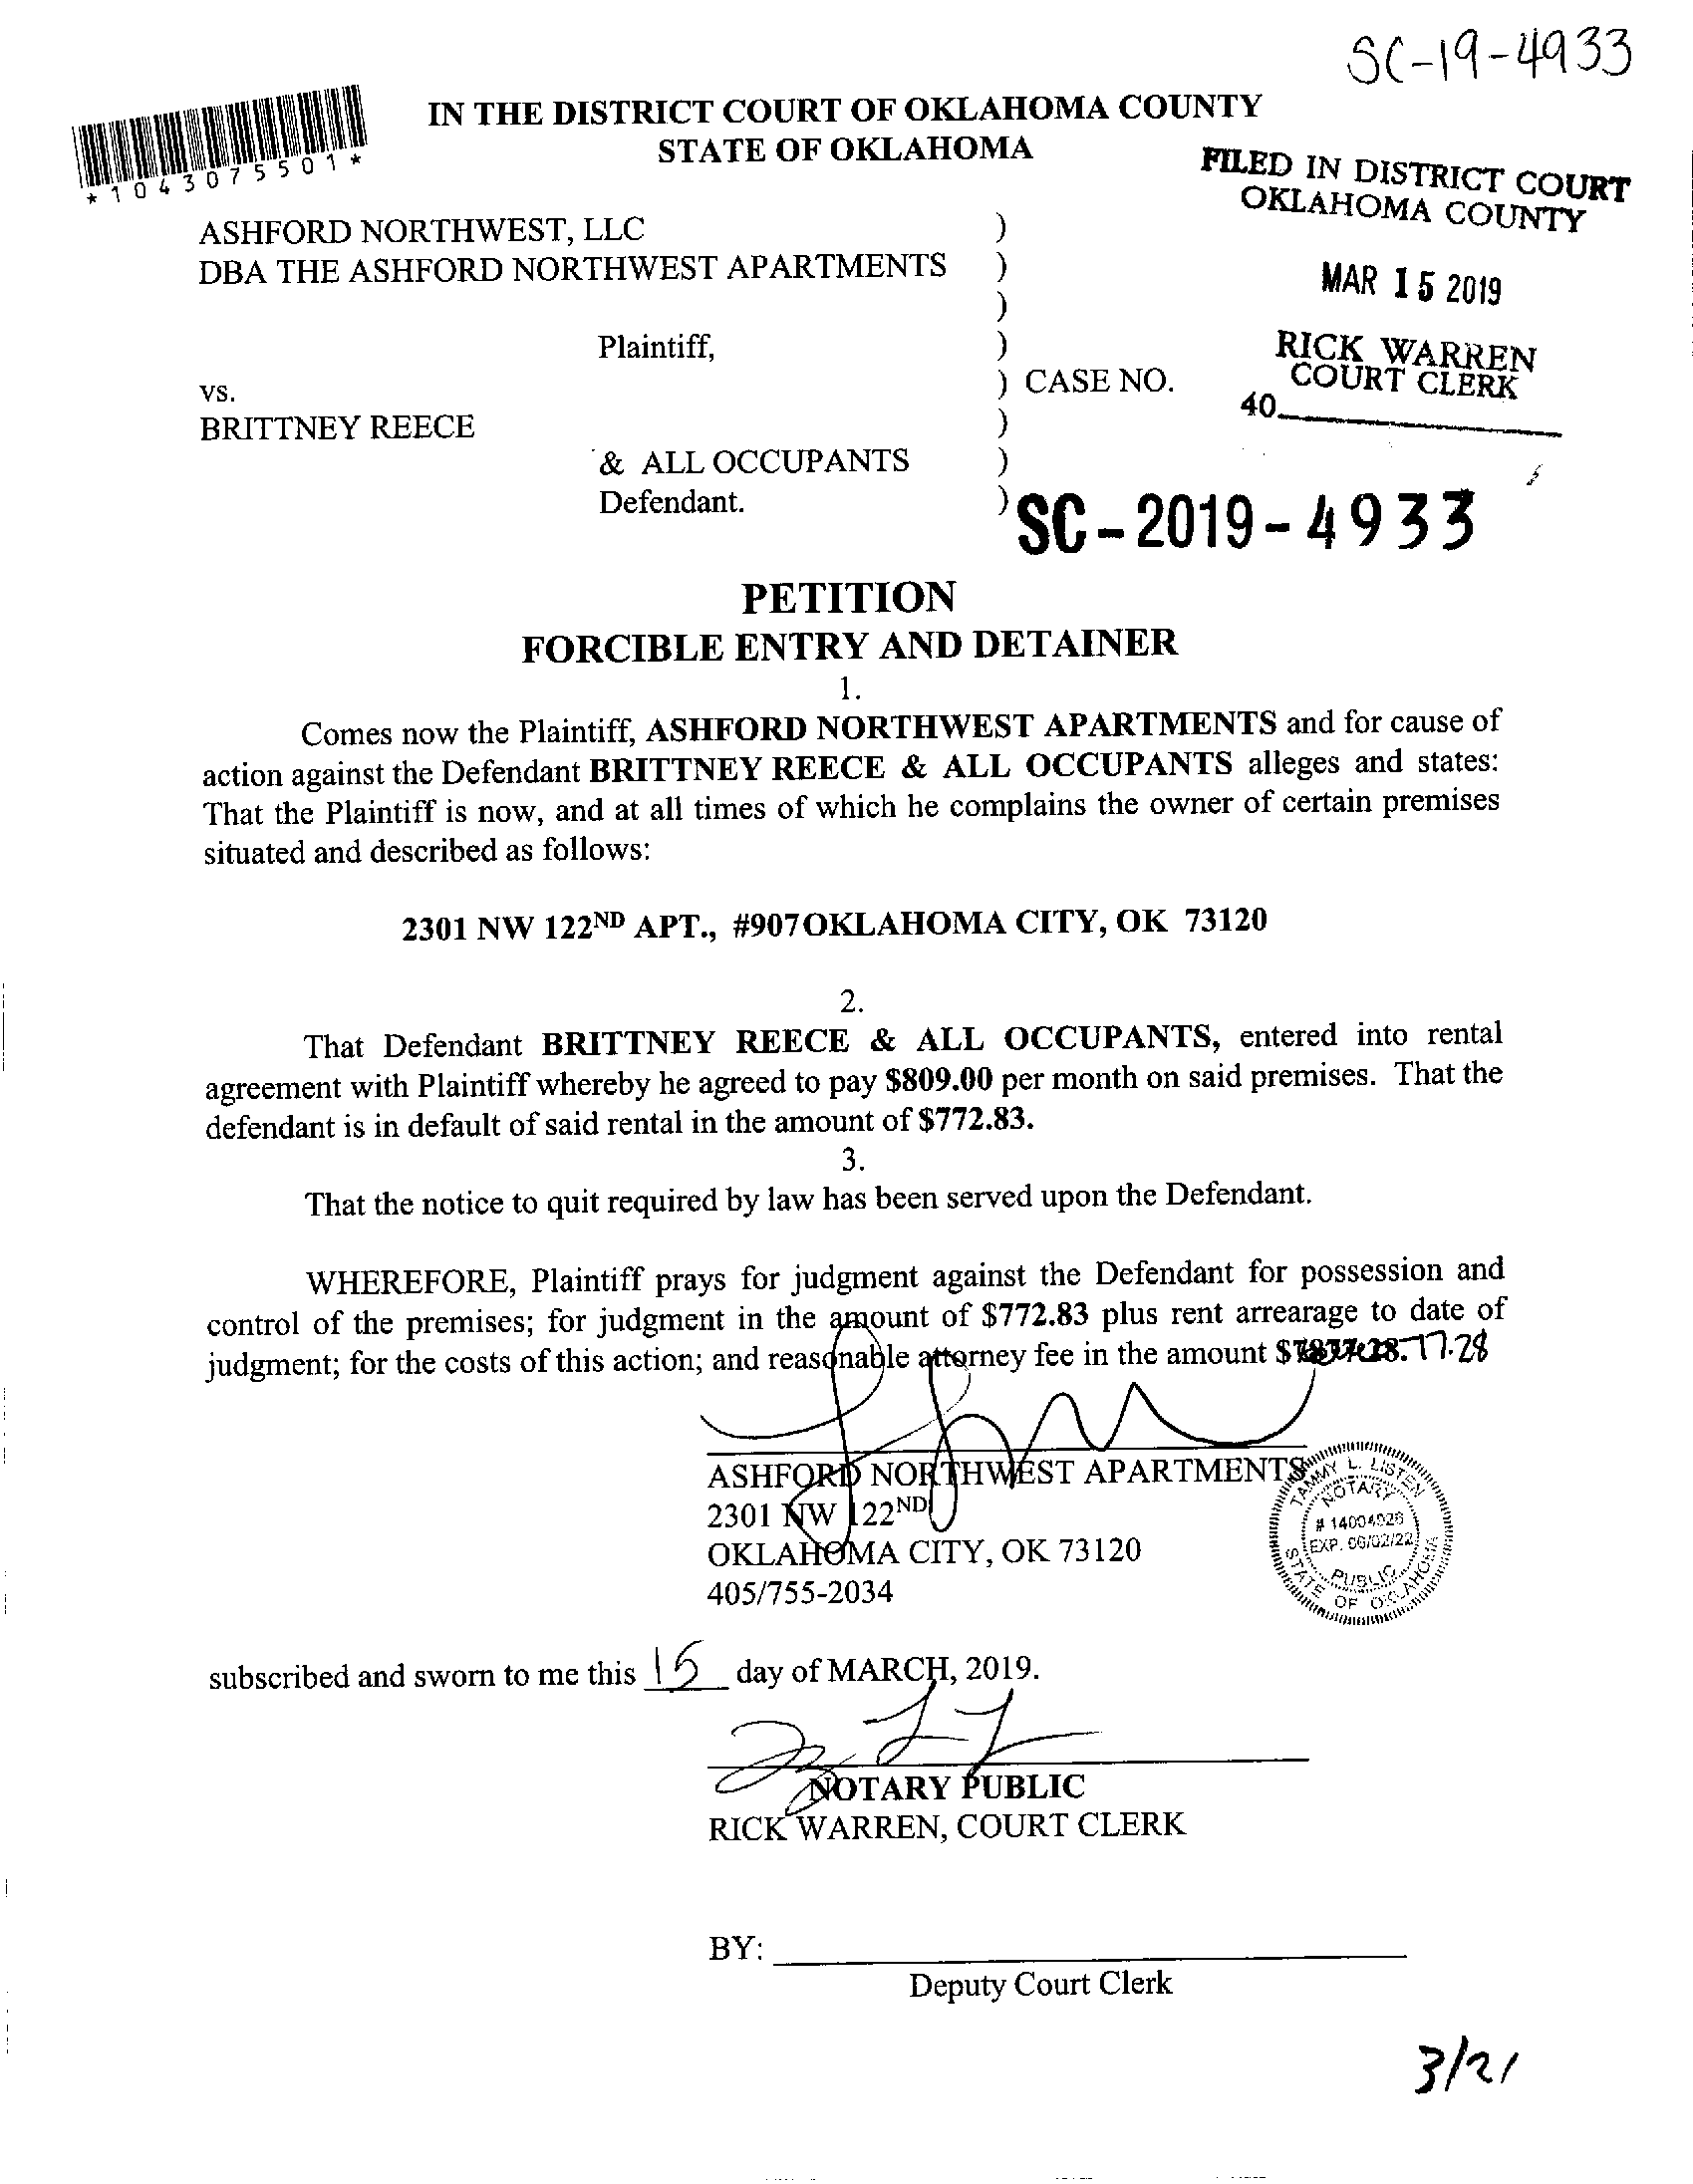 SC-19-4933
*1043075501*
IN THE DISTRICT COURT OF OKLAHOMA COUNTY
STATE OF OKLAHOMA
FILED IN DISTRICT COURT
OKLAHOMA COUNTY
MAR 15 2019
RICK WARREN
COURT CLERK
40
ASHFORD NORTHWEST, LLC )
DBA THE ASHFORD NORTHWEST APARTMENTS )
)
Plaintiff, )
vs. ) CASE NO.
BRITTNEY REECE )
& ALL OCCUPANTS )
Defendant. )
SC-2019-4933
PETITION
FORCIBLE ENTRY AND DETAINER
1.
Comes now the Plaintiff, ASHFORD NORTHWEST APARTMENTS and for cause of
action against the Defendant BRITTNEY REECE & ALL OCCUPANTS alleges and states:
That the Plaintiff is now, and at all times of which he complains the owner of certain premises
situated and described as follows:
2301 NW 122ND APT., #907OKLAHOMA CITY, OK 73120
2.
That Defendant BRITTNEY REECE & ALL OCCUPANTS, entered into rental
agreement with Plaintiff whereby he agreed to pay $809.00 per month on said premises. That the
defendant is in default of said rental in the amount of $772.83.
3.
That the notice to quit required by law has been served upon the Defendant.
WHEREFORE, Plaintiff prays for judgment against the Defendant for possession and
control of the premises; for judgment in the amount of $772.83 plus rent arrearage to date of
judgment; for the costs of this action; and reasonable attorney fee in the amount $ 77.28
ASHFORD NORTHWEST APARTMENTS
2301 NW 122ND
OKLAHOMA CITY, OK 73120
405/755-2034
TAMMY L. LISTEN
NOTARY
# 14004928
EXP. 06/02/22
PUBLIC
STATE OF OKLAHOMA
subscribed and sworn to me this 15 day of MARCH, 2019.
NOTARY PUBLIC
RICK WARREN, COURT CLERK
BY:
Deputy Court Clerk
3/21